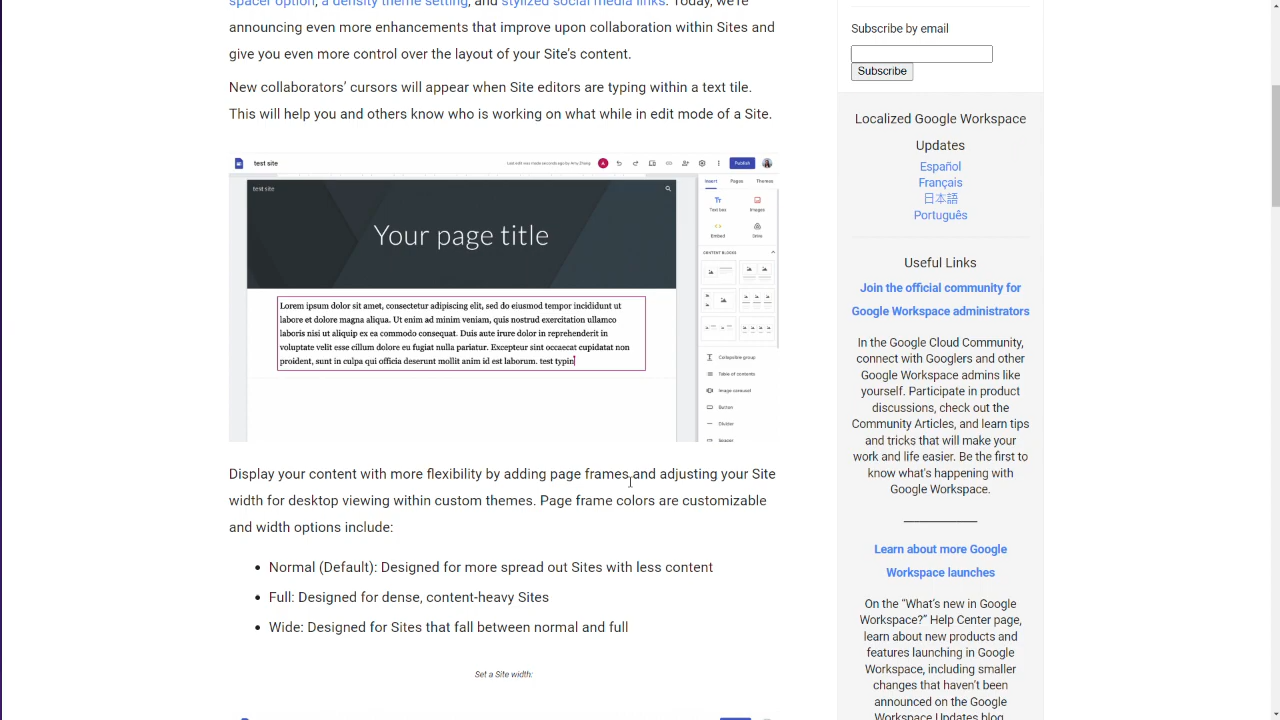 spacer option, a density theme setting, and stylized social media links. Today, we're
announcing even more enhancements that improve upon collaboration within Sites and
give you even more control over the layout of your Site's content.
New collaborators' cursors will appear when Site editors are typing within a text tile.
This will help you and others know who is working on what while in edit mode of a Site.
test site
Last edit was made seconds ago by Amy Zhang
A
Publish
test site
Your page title
Lorem ipsum dolor sit amet, consectetur adipiscing elit, sed do eiusmod tempor incididunt ut
labore et dolore magna aliqua. Ut enim ad minim veniam, quis nostrud exercitation ullamco
laboris nisi ut aliquip ex ea commodo consequat. Duis aute irure dolor in reprehenderit in
voluptate velit esse cillum dolore eu fugiat nulla pariatur. Excepteur sint occaecat cupidatat non
proident, sunt in culpa qui officia deserunt mollit anim id est laborum. test typin
Insert Pages Themes
Text box Images
Embed Drive
CONTENT BLOCKS
Collapsible group
Table of contents
Image carousel
Button
Divider
Spacer
Display your content with more flexibility by adding page frames and adjusting your Site
width for desktop viewing within custom themes. Page frame colors are customizable
and width options include:
• Normal (Default): Designed for more spread out Sites with less content
• Full: Designed for dense, content-heavy Sites
• Wide: Designed for Sites that fall between normal and full
Set a Site width:
Subscribe by email
Subscribe
Localized Google Workspace
Updates
Español
Français
日本語
Português
Useful Links
Join the official community for
Google Workspace administrators
In the Google Cloud Community,
connect with Googlers and other
Google Workspace admins like
yourself. Participate in product
discussions, check out the
Community Articles, and learn tips
and tricks that will make your
work and life easier. Be the first to
know what's happening with
Google Workspace.
Learn about more Google
Workspace launches
On the "What's new in Google
Workspace?" Help Center page,
learn about new products and
features launching in Google
Workspace, including smaller
changes that haven't been
announced on the Google
Workspace Updates blog.